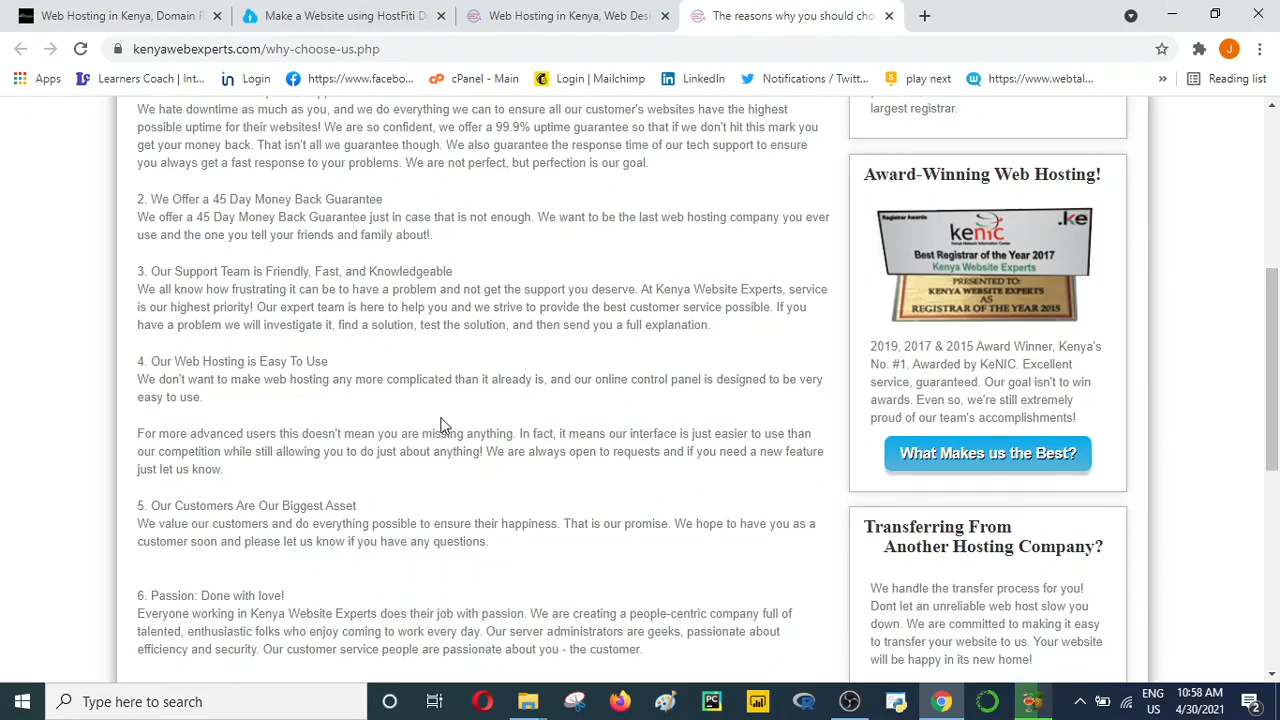 Web Hosting in Kenya, Domain R
Make a Website using HostFiti D
Web Hosting in Kenya, Web Desi
The reasons why you should choo
kenyawebexperts.com/why-choose-us.php
J
Apps
Learners Coach | Int...
Login
https://www.facebo...
cPanel - Main
Login | Mailchimp
LinkedIn
Notifications / Twitt...
play next
https://www.webtal...
»
Reading list
We hate downtime as much as you, and we do everything we can to ensure all our customer's websites have the highest
possible uptime for their websites! We are so confident, we offer a 99.9% uptime guarantee so that if we don't hit this mark you
get your money back. That isn't all we guarantee though. We also guarantee the response time of our tech support to ensure
you always get a fast response to your problems. We are not perfect, but perfection is our goal.
2. We Offer a 45 Day Money Back Guarantee
We offer a 45 Day Money Back Guarantee just in case that is not enough. We want to be the last web hosting company you ever
use and the one you tell your friends and family about!.
3. Our Support Team is Friendly, Fast, and Knowledgeable
We all know how frustrating it can be to have a problem and not get the support you deserve. At Kenya Website Experts, service
is our highest priority! Our expert team is here to help you and we strive to provide the best customer service possible. If you
have a problem we will investigate it, find a solution, test the solution, and then send you a full explanation.
4. Our Web Hosting is Easy To Use
We don't want to make web hosting any more complicated than it already is, and our online control panel is designed to be very
easy to use.
For more advanced users this doesn't mean you are missing anything. In fact, it means our interface is just easier to use than
our competition while still allowing you to do just about anything! We are always open to requests and if you need a new feature
just let us know.
5. Our Customers Are Our Biggest Asset
We value our customers and do everything possible to ensure their happiness. That is our promise. We hope to have you as a
customer soon and please let us know if you have any questions.
6. Passion: Done with love!
Everyone working in Kenya Website Experts does their job with passion. We are creating a people-centric company full of
talented, enthusiastic folks who enjoy coming to work every day. Our server administrators are geeks, passionate about
efficiency and security. Our customer service people are passionate about you - the customer.
largest registrar.
Award-Winning Web Hosting!
Registrar Awards
kenic
.ke
Kenya Network Information Center
Best Registrar of the Year 2017
Kenya Website Experts
PRESENTED TO:
KENYA WEBSITE EXPERTS
AS
REGISTRAR OF THE YEAR 2015
2019, 2017 & 2015 Award Winner, Kenya's
No. #1. Awarded by KeNIC. Excellent
service, guaranteed. Our goal isn't to win
awards. Even so, we're still extremely
proud of our team's accomplishments!
What Makes us the Best?
Transferring From
Another Hosting Company?
We handle the transfer process for you!
Dont let an unreliable web host slow you
down. We are committed to making it easy
to transfer your website to us. Your website
will be happy in its new home!
Type here to search
PC
R
ENG
US
10:58 AM
4/30/2021
2